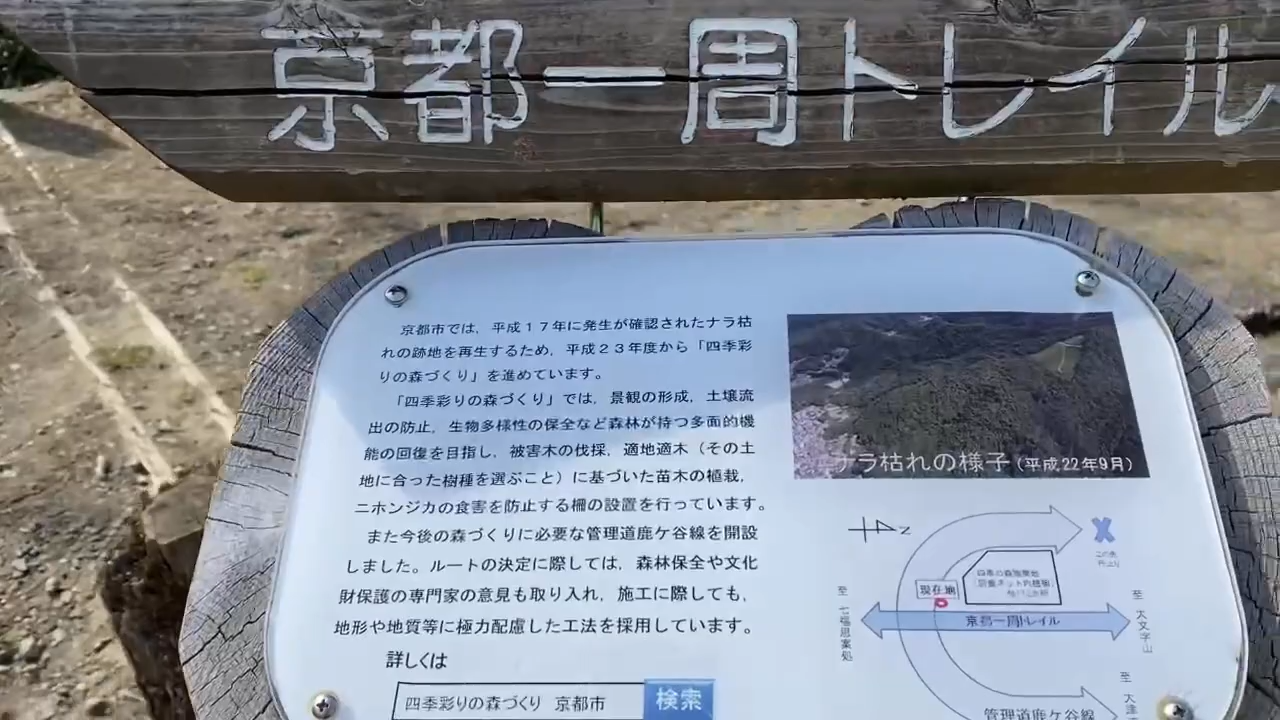 京都一周トレイル
京都市では，平成１７年に発生が確認されたナラ枯
れの跡地を再生するため，平成２３年度から「四季彩
りの森づくり」を進めています。
「四季彩りの森づくり」では，景観の形成，土壌流
出の防止，生物多様性の保全など森林が持つ多面的機
能の回復を目指し，被害木の伐採，適地適木（その土
地に合った樹種を選ぶこと）に基づいた苗木の植栽，
ニホンジカの食害を防止する柵の設置を行っています。
また今後の森づくりに必要な管理道鹿ケ谷線を開設
しました。ルートの決定に際しては，森林保全や文化
財保護の専門家の意見も取り入れ，施工に際しても，
地形や地質等に極力配慮した工法を採用しています。
詳しくは
四季彩りの森づくり 京都市
検索
ナラ枯れの様子（平成22年9月）
N
現在地
京都一周トレイル
至 七福思案処
至 大文字山
至 大津
管理道鹿ケ谷線